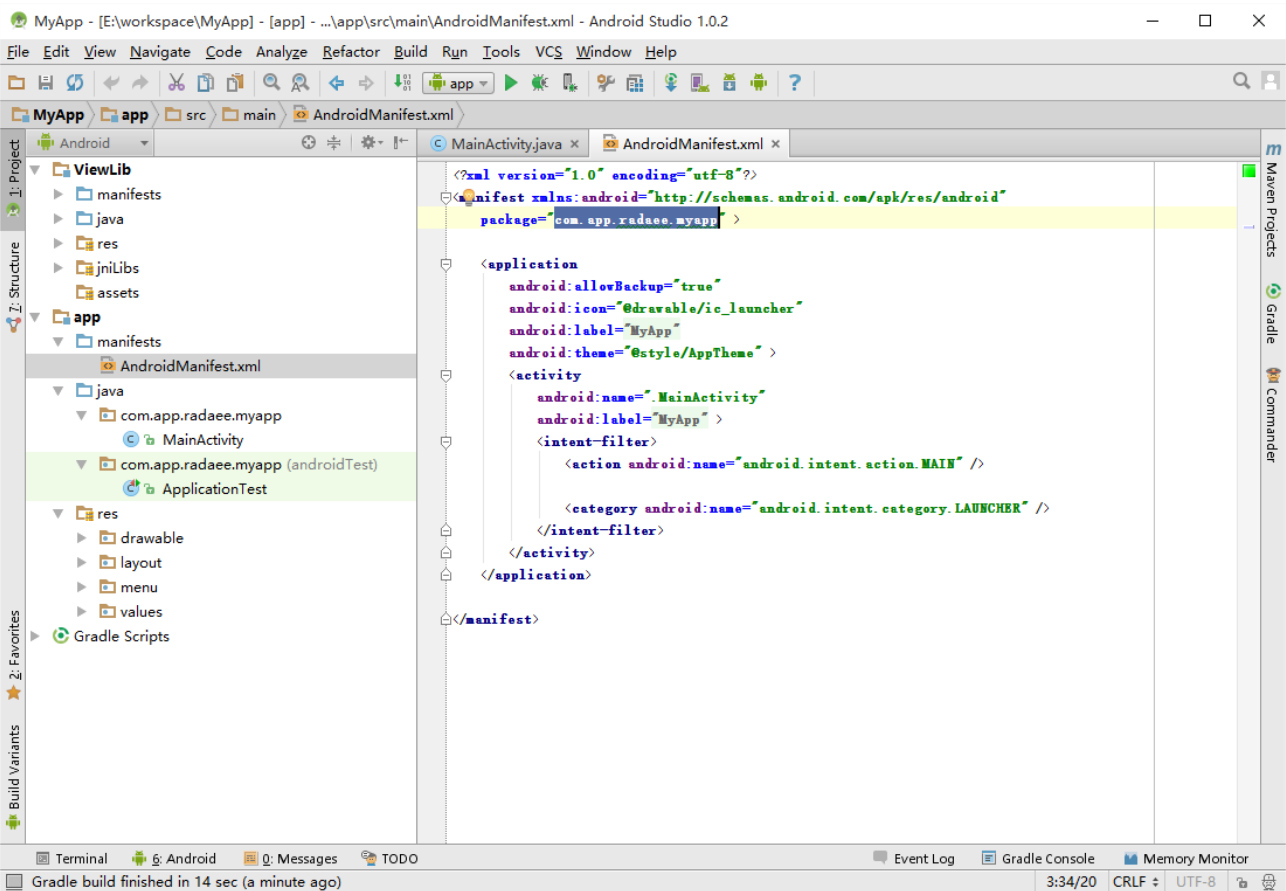 MyApp - [E:\workspace\MyApp] - [app] - ...\app\src\main\AndroidManifest.xml - Android Studio 1.0.2
File Edit View Navigate Code Analyze Refactor Build Run Tools VCS Window Help
app
MyApp app src main AndroidManifest.xml
1: Project
7: Structure
2: Favorites
Build Variants
Android
ViewLib
manifests
java
res
jniLibs
assets
app
manifests
AndroidManifest.xml
java
com.app.radaee.myapp
MainActivity
com.app.radaee.myapp (androidTest)
ApplicationTest
res
drawable
layout
menu
values
Gradle Scripts
MainActivity.java × AndroidManifest.xml ×
<?xml version="1.0" encoding="utf-8"?>
nifest xmlns:android="http://schemas.android.com/apk/res/android"
package="com.app.radaee.myapp" >
<application
android:allowBackup="true"
android:icon="@drawable/ic_launcher"
android:label="MyApp"
android:theme="@style/AppTheme" >
<activity
android:name=".MainActivity"
android:label="MyApp" >
<intent-filter>
<action android:name="android.intent.action.MAIN" />
<category android:name="android.intent.category.LAUNCHER" />
</intent-filter>
</activity>
</application>
</manifest>
m Maven Projects
Gradle
Commander
Terminal 6: Android 0: Messages TODO Event Log Gradle Console Memory Monitor
Gradle build finished in 14 sec (a minute ago) 3:34/20 CRLF UTF-8